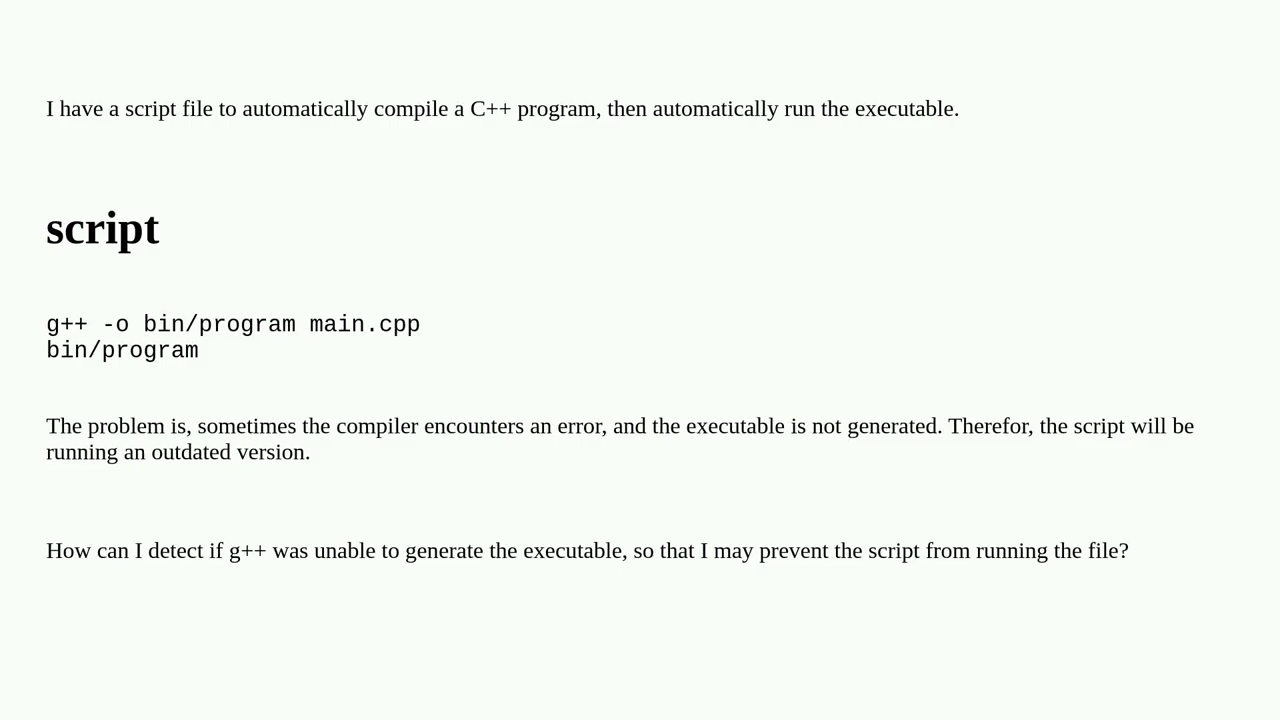 I have a script file to automatically compile a C++ program, then automatically run the executable.
script
g++ -o bin/program main.cpp
bin/program
The problem is, sometimes the compiler encounters an error, and the executable is not generated. Therefor, the script will be
running an outdated version.
How can I detect if g++ was unable to generate the executable, so that I may prevent the script from running the file?